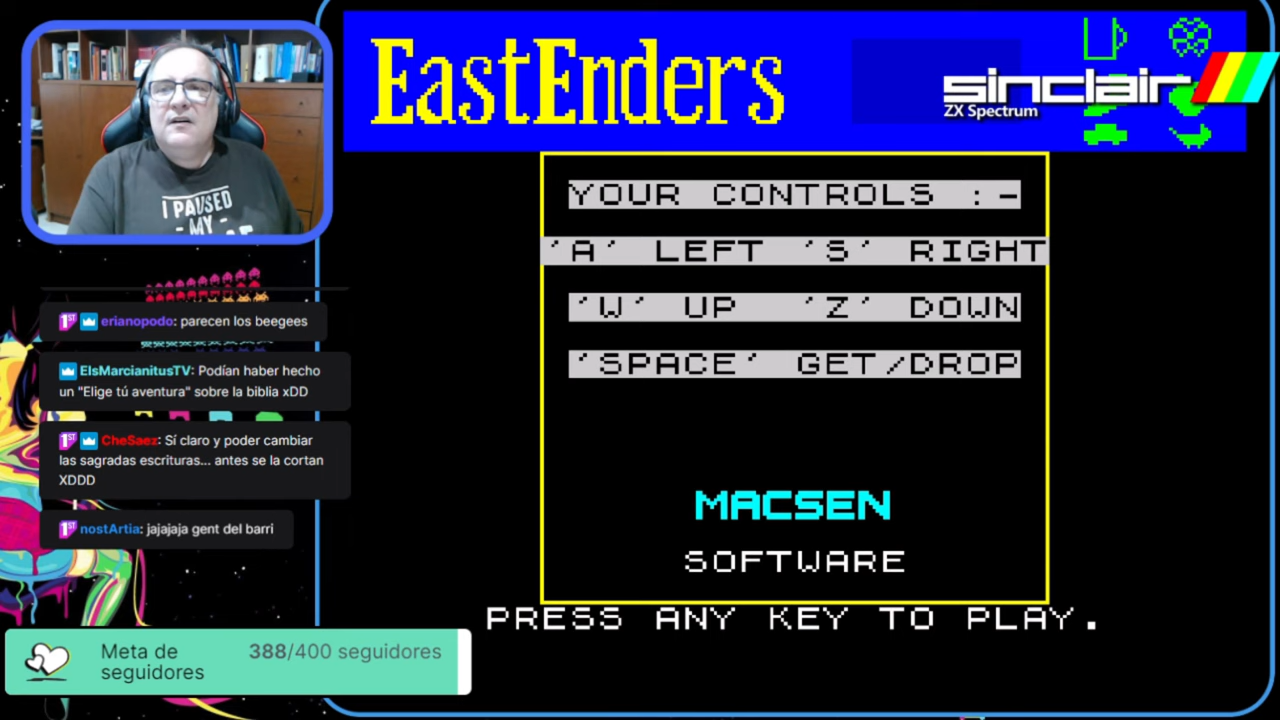 EastEnders
sinclair
ZX Spectrum
YOUR CONTROLS :-
'A' LEFT 'S' RIGHT
'W' UP 'Z' DOWN
'SPACE' GET/DROP
MACSEN
SOFTWARE
PRESS ANY KEY TO PLAY.
I PAUSED
- MY -
1ST erianopodo: parecen los beegees
ElsMarcianitusTV: Podían haber hecho
un "Elige tú aventura" sobre la biblia xDD
1ST CheSaez: Sí claro y poder cambiar
las sagradas escrituras... antes se la cortan
XDDD
1ST nostArtia: jajajaja gent del barri
Meta de
seguidores
388/400 seguidores